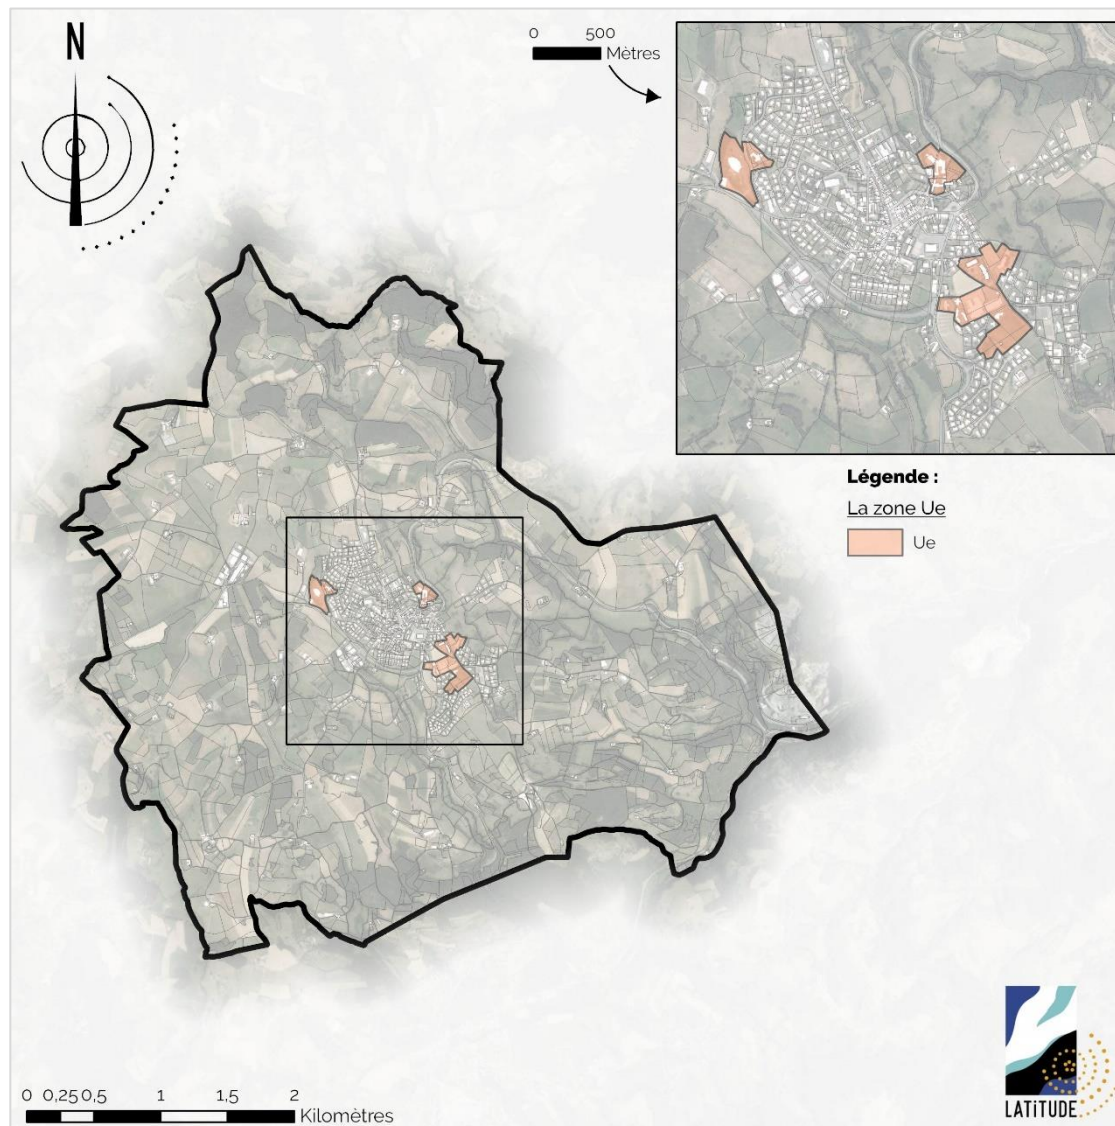 N
0 500
Mètres
Légende :
La zone Ue
Ue
0 0,25 0,5 1 1,5 2
Kilomètres
LATiTUDE